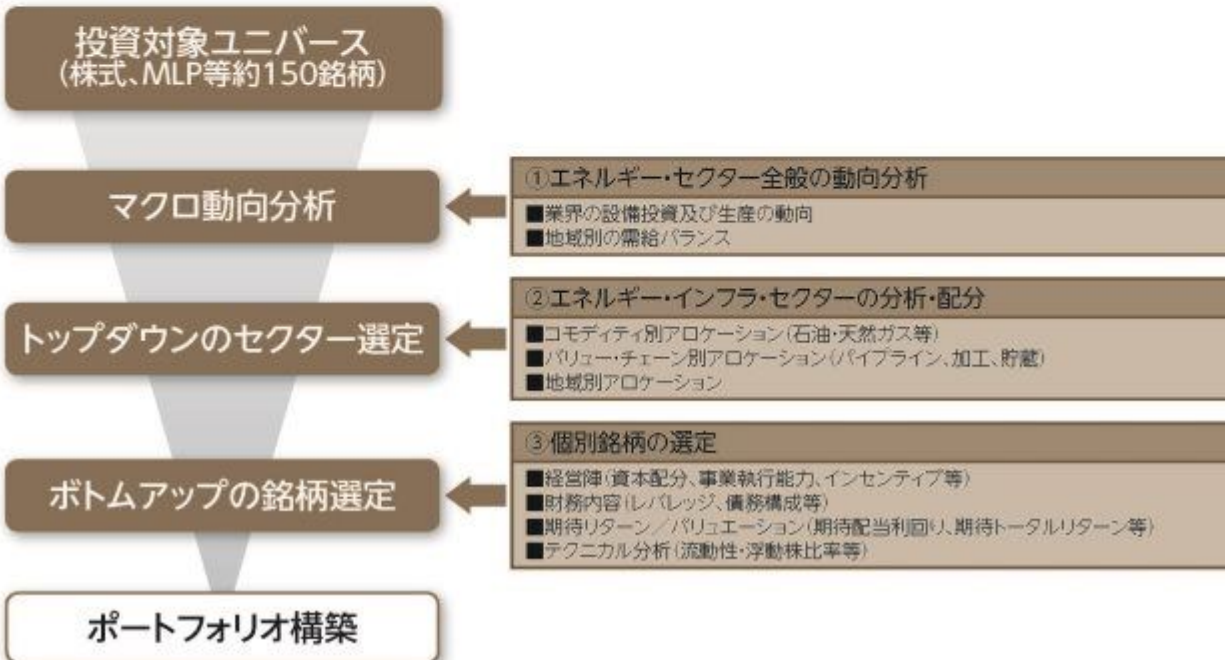 投資対象ユニバース
(株式、MLP等約150銘柄)
マクロ動向分析
①エネルギー・セクター全般の動向分析
■業界の設備投資及び生産の動向
■地域別の需給バランス
トップダウンのセクター選定
②エネルギー・インフラ・セクターの分析・配分
■コモディティ別アロケーション(石油・天然ガス等)
■バリュー・チェーン別アロケーション(パイプライン、加工、貯蔵)
■地域別アロケーション
ボトムアップの銘柄選定
③個別銘柄の選定
■経営陣(資本配分、事業執行能力、インセンティブ等)
■財務内容(レバレッジ、債務構成等)
■期待リターン/バリュエーション(期待配当利回り、期待トータルリターン等)
■テクニカル分析(流動性・浮動株比率等)
ポートフォリオ構築